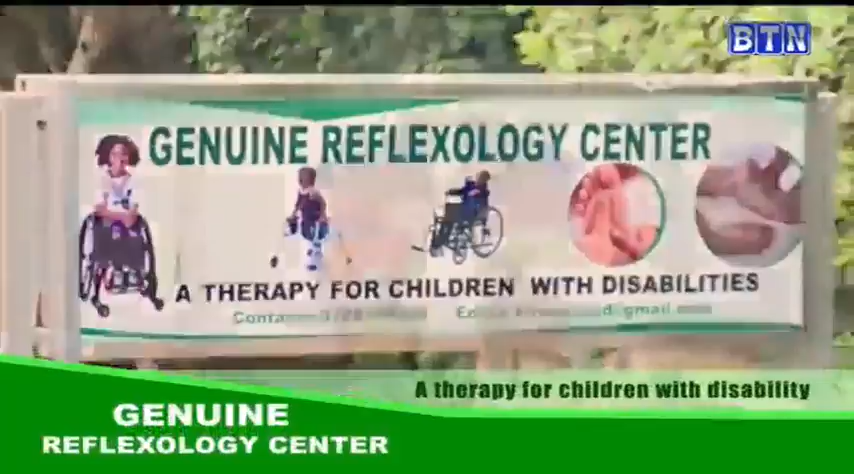 BTN
GENUINE REFLEXOLOGY CENTER
A THERAPY FOR CHILDREN WITH DISABILITIES
A therapy for children with disability
GENUINE
REFLEXOLOGY CENTER